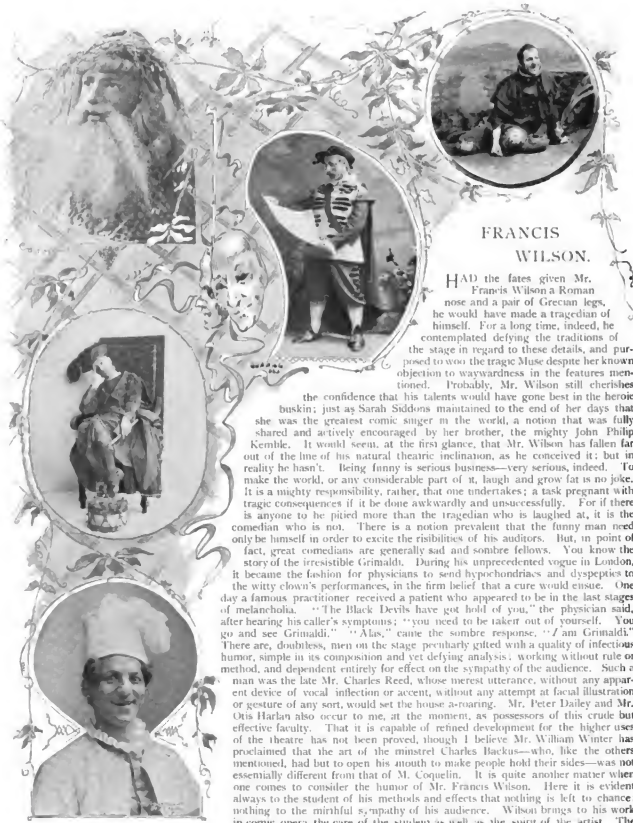 FRANCIS
WILSON.
HAD the fates given Mr.
Francis Wilson a Roman
nose and a pair of Grecian legs,
he would have made a tragedian of
himself. For a long time, indeed, he
contemplated defying the traditions of
the stage in regard to these details, and pur-
posed to woo the tragic Muse despite her known
objection to waywardness in the features men-
tioned. Probably, Mr. Wilson still cherishes
the confidence that his talents would have gone best in the heroic
buskin; just as Sarah Siddons maintained to the end of her days that
she was the greatest comic singer in the world, a notion that was fully
shared and actively encouraged by her brother, the mighty John Philip
Kemble. It would seem, at the first glance, that Mr. Wilson has fallen far
out of the line of his natural theatric inclination, as he conceived it; but in
reality he hasn't. Being funny is serious business—very serious, indeed. To
make the world, or any considerable part of it, laugh and grow fat is no joke.
It is a mighty responsibility, rather, that one undertakes; a task pregnant with
tragic consequences if it be done awkwardly and unsuccessfully. For if there
is anyone to be pitied more than the tragedian who is laughed at, it is the
comedian who is not. There is a notion prevalent that the funny man need
only be himself in order to excite the risibilities of his auditors. But, in point of
fact, great comedians are generally sad and sombre fellows. You know the
story of the irresistible Grimaldi. During his unprecedented vogue in London,
it became the fashion for physicians to send hypochondriacs and dyspeptics to
the witty clown's performances, in the firm belief that a cure would ensue. One
day a famous practitioner received a patient who appeared to be in the last stages
of melancholia. "The Black Devils have got hold of you," the physician said,
after hearing his caller's symptoms; "you need to be taken out of yourself. You
go and see Grimaldi." "Alas," came the sombre response, "I am Grimaldi."
There are, doubtless, men on the stage peculiarly gifted with a quality of infectious
humor, simple in its composition and yet defying analysis; working without rule or
method, and dependent entirely for effect on the sympathy of the audience. Such a
man was the late Mr. Charles Reed, whose merest utterance, without any appar-
ent device of vocal inflection or accent, without any attempt at facial illustration
or gesture of any sort, would set the house a-roaring. Mr. Peter Dailey and Mr.
Otis Harlan also occur to me, at the moment, as possessors of this crude but
effective faculty. That it is capable of refined development for the higher uses
of the theatre has not been proved, though I believe Mr. William Winter has
proclaimed that the art of the minstrel Charles Backus—who, like the others
mentioned, had but to open his mouth to make people hold their sides—was not
essentially different from that of M. Coquelin. It is quite another matter when
one comes to consider the humor of Mr. Francis Wilson. Here it is evident
always to the student of his methods and effects that nothing is left to chance
nothing to the mirthful sympathy of his audience. Wilson brings to his work
in comic opera the care of the student as well as the spirit of the artist. The